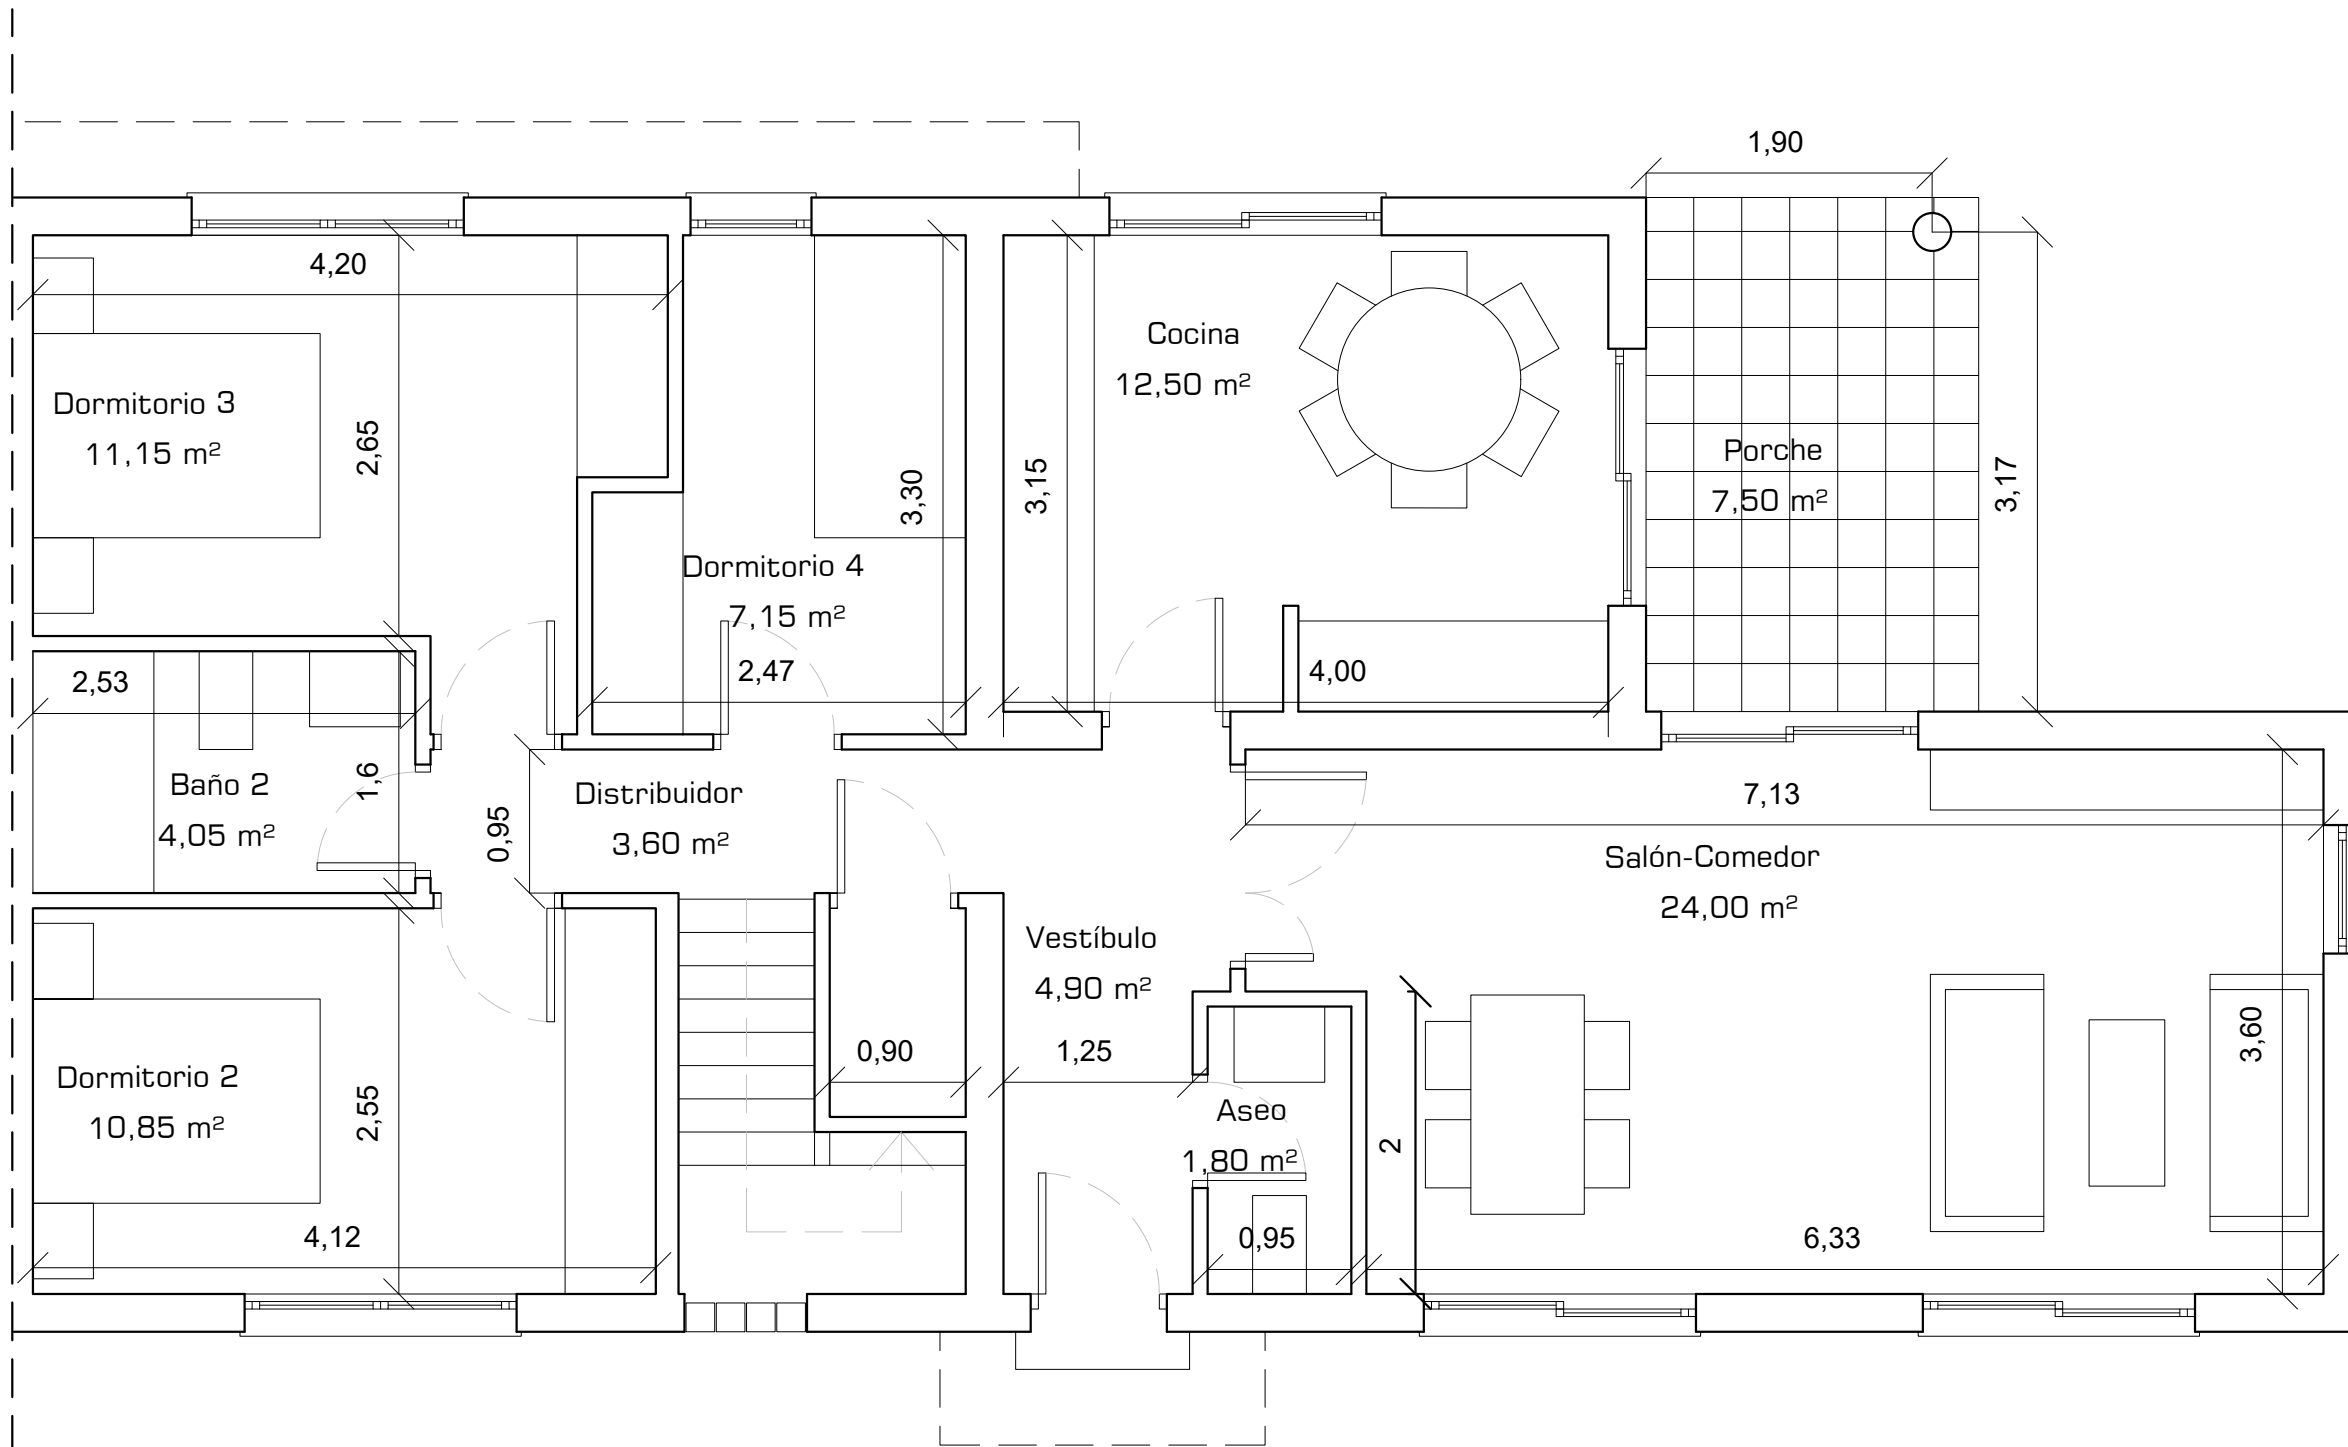 1,90
4,20
Cocina
12,50 m²
Dormitorio 3
11,15 m²
2,65
3,30
3,15
Porche
7,50 m²
3,17
Dormitorio 4
7,15 m²
2,53
2,47
4,00
Baño 2
4,05 m²
1,6
0,95
Distribuidor
3,60 m²
7,13
Salón-Comedor
24,00 m²
Vestíbulo
4,90 m²
0,90
1,25
3,60
Dormitorio 2
10,85 m²
2,55
Aseo
1,80 m²
2
4,12
0,95
6,33